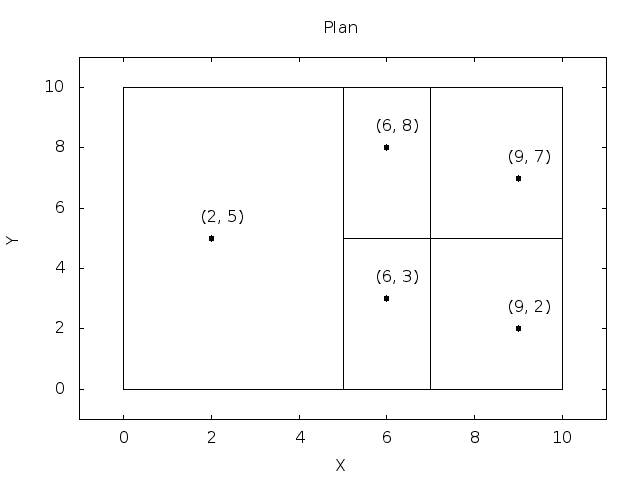 Plan
10
(6, 8)
8
(9, 7)
6
(2, 5)
Y
4
(6, 3)
(9, 2)
2
0
0 2 4 6 8 10
X